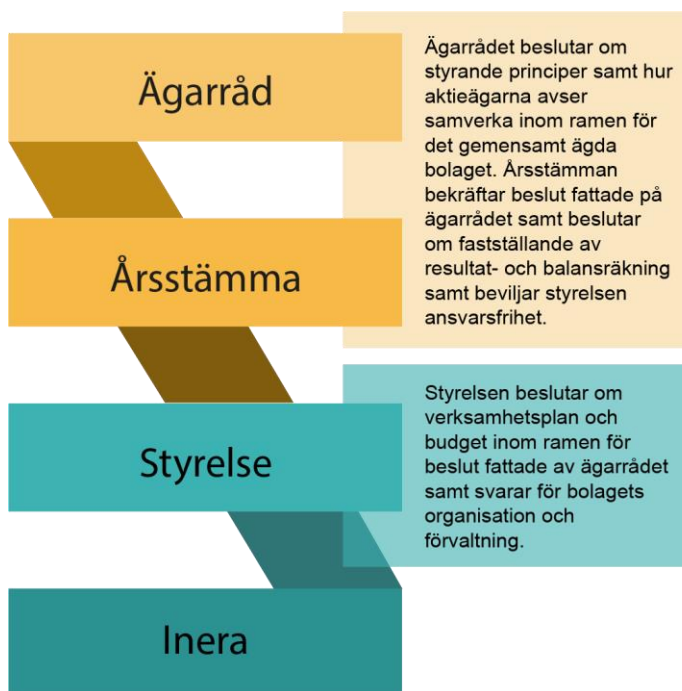 Ägarråd
Ägarrådet beslutar om
styrande principer samt hur
aktieägarna avser
samverka inom ramen för
det gemensamt ägda
bolaget. Årsstämman
bekräftar beslut fattade på
ägarrådet samt beslutar
om fastställande av
resultat- och balansräkning
samt beviljar styrelsen
ansvarsfrihet.
Årsstämma
Styrelse
Styrelsen beslutar om
verksamhetsplan och
budget inom ramen för
beslut fattade av ägarrådet
samt svarar för bolagets
organisation och
förvaltning.
Inera